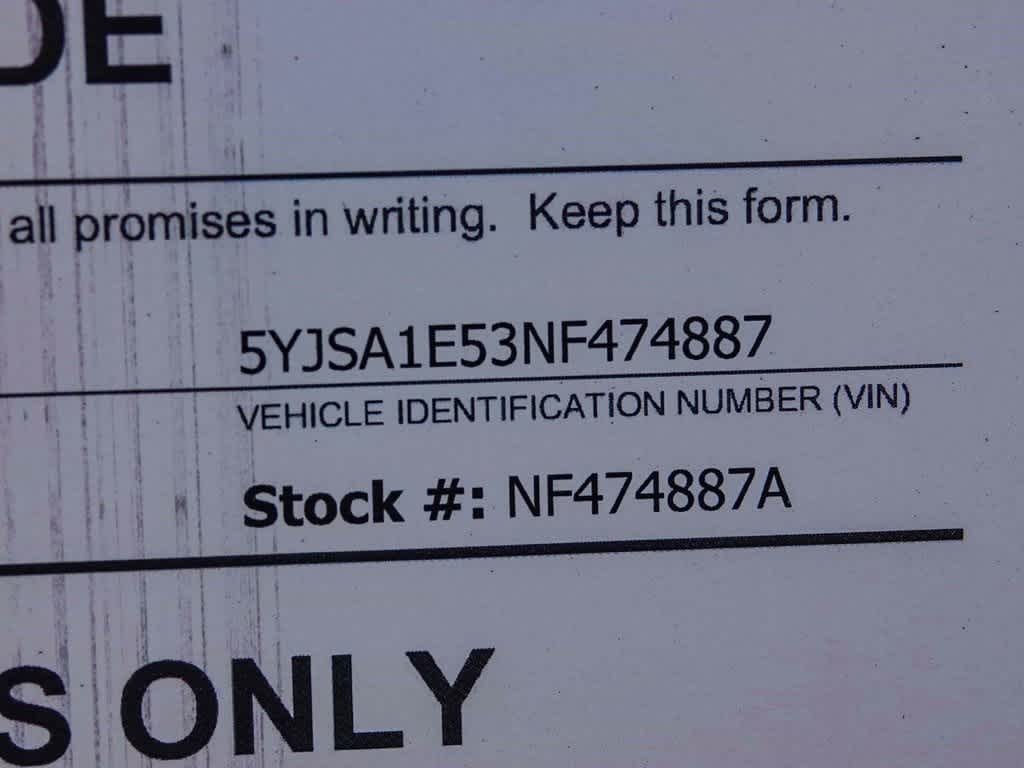 DE
all promises in writing. Keep this form.
5YJSA1E53NF474887
VEHICLE IDENTIFICATION NUMBER (VIN)
Stock #: NF474887A
S ONLY